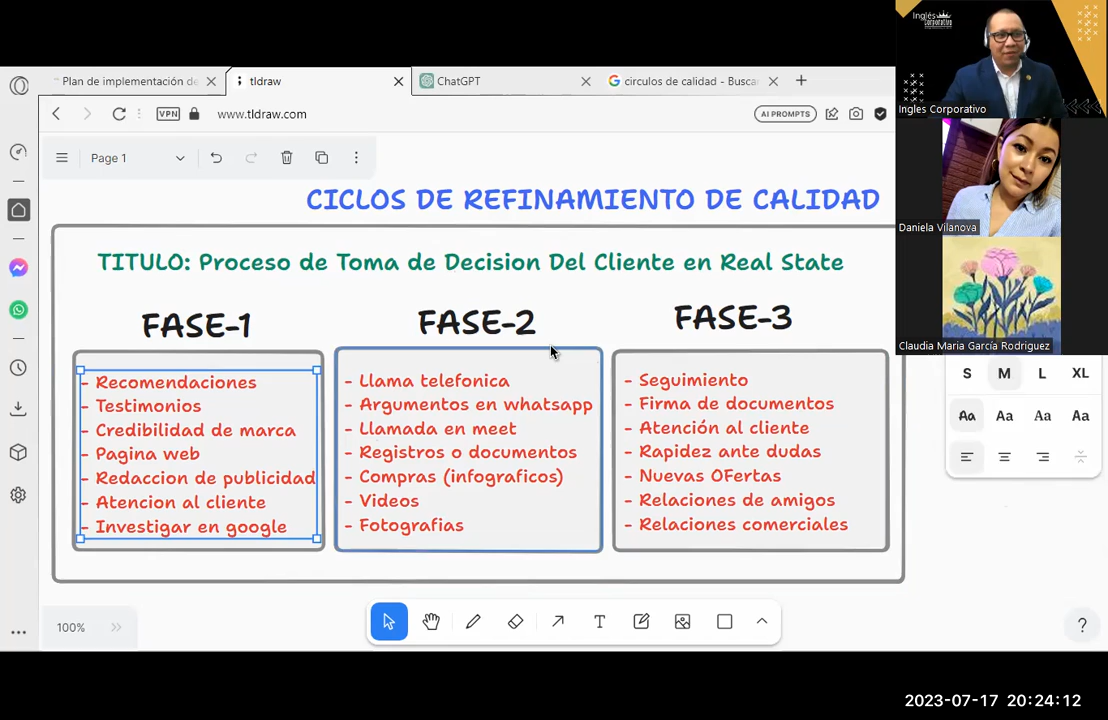 Plan de implementación de
tldraw
ChatGPT
circulos de calidad - Busca
VPN
www.tldraw.com
AI PROMPTS
Page 1
CICLOS DE REFINAMIENTO DE CALIDAD
TITULO: Proceso de Toma de Decision Del Cliente en Real State
FASE-1
- Recomendaciones
- Testimonios
- Credibilidad de marca
- Pagina web
- Redaccion de publicidad
- Atencion al cliente
- Investigar en google
FASE-2
- Llama telefonica
- Argumentos en whatsapp
- Llamada en meet
- Registros o documentos
- Compras (infograficos)
- Videos
- Fotografias
FASE-3
- Seguimiento
- Firma de documentos
- Atención al cliente
- Rapidez ante dudas
- Nuevas OFertas
- Relaciones de amigos
- Relaciones comerciales
Inglés
Corporativo
Ingles Corporativo
Daniela Vilanova
Claudia Maria García Rodriguez
S M L XL
Aa Aa Aa Aa
100%
T
?
2023-07-17 20:24:12